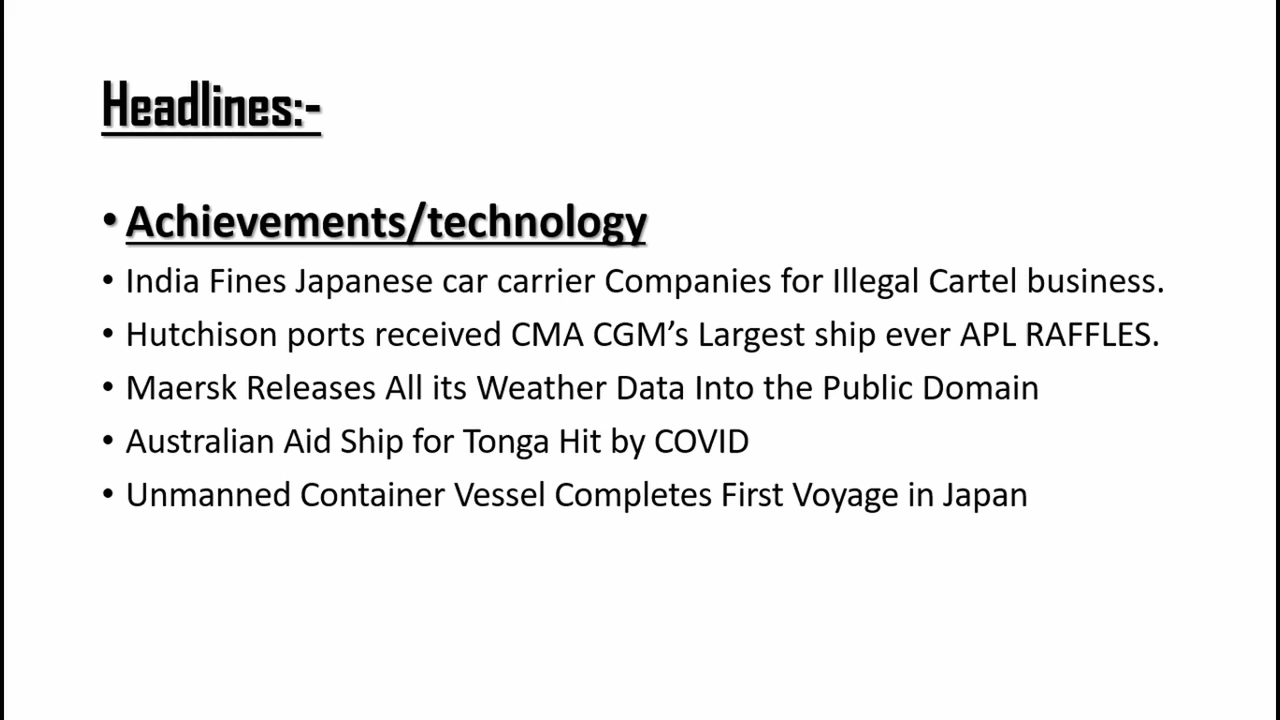 Headlines:-
• Achievements/technology
• India Fines Japanese car carrier Companies for Illegal Cartel business.
• Hutchison ports received CMA CGM’s Largest ship ever APL RAFFLES.
• Maersk Releases All its Weather Data Into the Public Domain
• Australian Aid Ship for Tonga Hit by COVID
• Unmanned Container Vessel Completes First Voyage in Japan